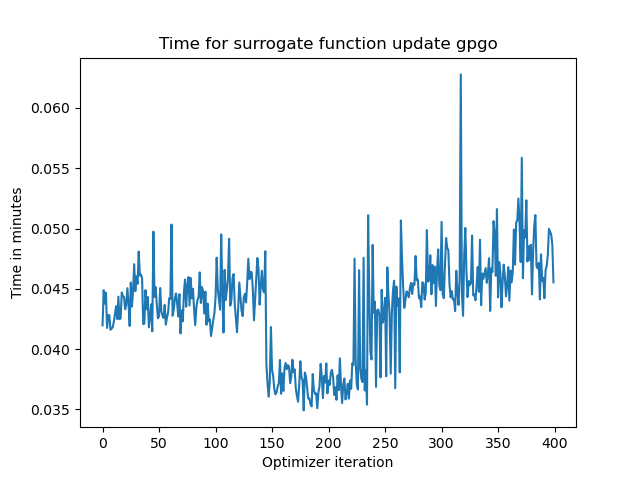 Time for surrogate function update gpgo
0.060
0.055
0.050
0.045
0.040
0.035
Time in minutes
0 50 100 150 200 250 300 350 400
Optimizer iteration